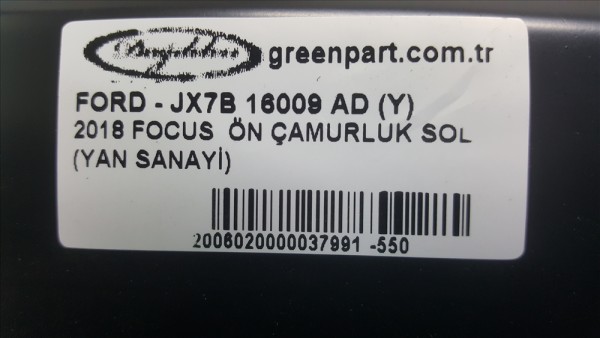 greenpart.com.tr
FORD - JX7B 16009 AD (Y)
2018 FOCUS ÖN ÇAMURLUK SOL
(YAN SANAYİ)
2006020000037991 -550